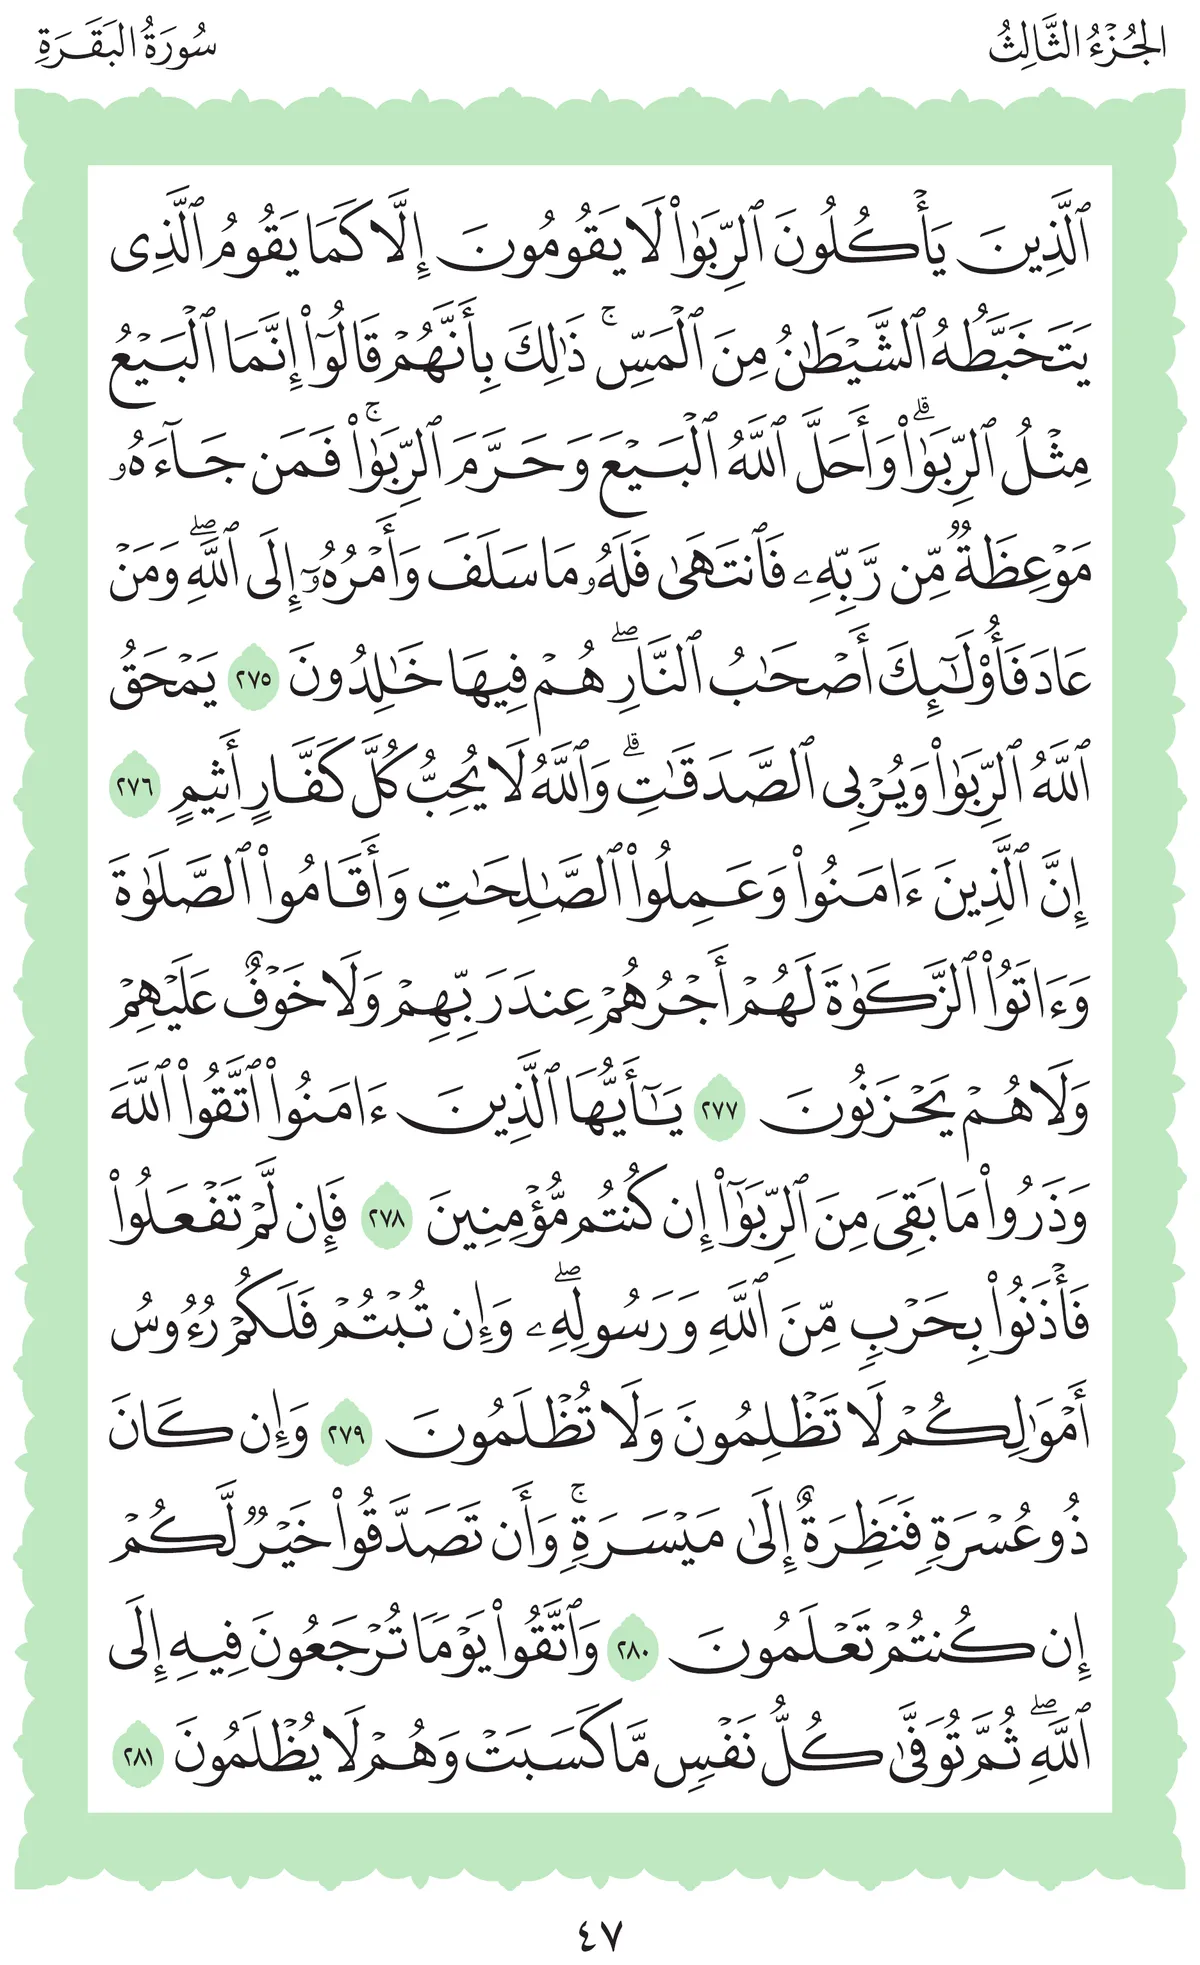 الجُزْءُ الثَّالِثُ
سُورَةُ البَقَرَةِ
ٱلَّذِينَ يَأۡكُلُونَ ٱلرِّبَوٰاْ لَا يَقُومُونَ إِلَّا كَمَا يَقُومُ ٱلَّذِى
يَتَخَبَّطُهُ ٱلشَّيۡطَٰنُ مِنَ ٱلۡمَسِّۚ ذَٰلِكَ بِأَنَّهُمۡ قَالُوٓاْ إِنَّمَا ٱلۡبَيۡعُ
مِثۡلُ ٱلرِّبَوٰاْۗ وَأَحَلَّ ٱللَّهُ ٱلۡبَيۡعَ وَحَرَّمَ ٱلرِّبَوٰاْۚ فَمَن جَآءَهُۥ
مَوۡعِظَةٞ مِّن رَّبِّهِۦ فَٱنتَهَىٰ فَلَهُۥ مَا سَلَفَ وَأَمۡرُهُۥٓ إِلَى ٱللَّهِۖ وَمَنۡ
عَادَ فَأُوْلَٰٓئِكَ أَصۡحَٰبُ ٱلنَّارِۖ هُمۡ فِيهَا خَٰلِدُونَ ٢٧٥ يَمۡحَقُ
ٱللَّهُ ٱلرِّبَوٰاْ وَيُرۡبِى ٱلصَّدَقَٰتِۗ وَٱللَّهُ لَا يُحِبُّ كُلَّ كَفَّارٍ أَثِيمٍ ٢٧٦
إِنَّ ٱلَّذِينَ ءَامَنُواْ وَعَمِلُواْ ٱلصَّٰلِحَٰتِ وَأَقَامُواْ ٱلصَّلَوٰةَ
وَءَاتَوُاْ ٱلزَّكَوٰةَ لَهُمۡ أَجۡرُهُمۡ عِندَ رَبِّهِمۡ وَلَا خَوۡفٌ عَلَيۡهِمۡ
وَلَا هُمۡ يَحۡزَنُونَ ٢٧٧ يَٰٓأَيُّهَا ٱلَّذِينَ ءَامَنُواْ ٱتَّقُواْ ٱللَّهَ
وَذَرُواْ مَا بَقِىَ مِنَ ٱلرِّبَوٰٓاْ إِن كُنتُم مُّؤۡمِنِينَ ٢٧٨ فَإِن لَّمۡ تَفۡعَلُواْ
فَأۡذَنُواْ بِحَرۡبٖ مِّنَ ٱللَّهِ وَرَسُولِهِۦۖ وَإِن تُبۡتُمۡ فَلَكُمۡ رُءُوسُ
أَمۡوَٰلِكُمۡ لَا تَظۡلِمُونَ وَلَا تُظۡلَمُونَ ٢٧٩ وَإِن كَانَ
ذُو عُسۡرَةٖ فَنَظِرَةٌ إِلَىٰ مَيۡسَرَةٖۚ وَأَن تَصَدَّقُواْ خَيۡرٞ لَّكُمۡ
إِن كُنتُمۡ تَعۡلَمُونَ ٢٨٠ وَٱتَّقُواْ يَوۡمٗا تُرۡجَعُونَ فِيهِ إِلَى
ٱللَّهِۖ ثُمَّ تُوَفَّىٰ كُلُّ نَفۡسٖ مَّا كَسَبَتۡ وَهُمۡ لَا يُظۡلَمُونَ ٢٨١
٤٧